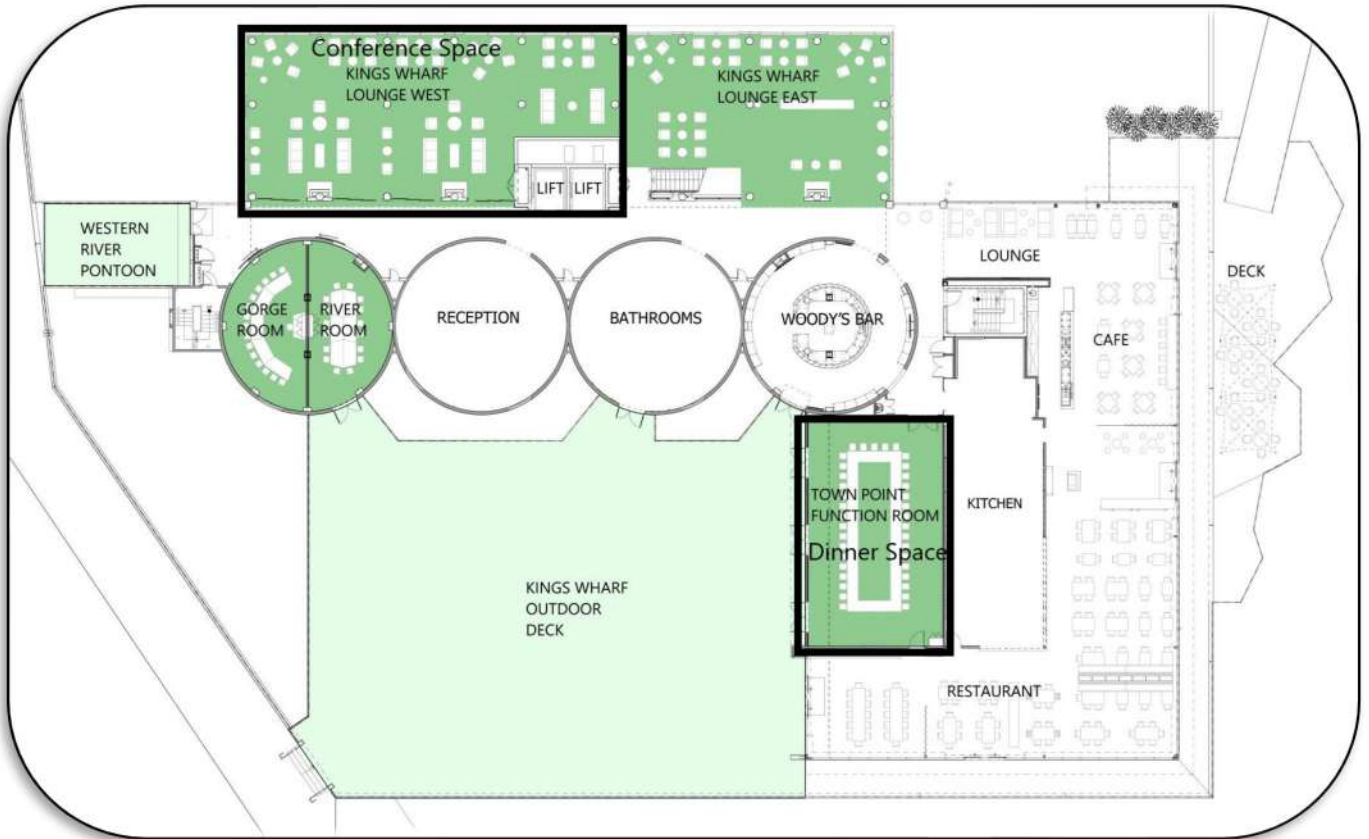 Conference Space
KINGS WHARF
LOUNGE WEST
KINGS WHARF
LOUNGE EAST
LIFT
LIFT
WESTERN
RIVER
PONTOON
GORGE
ROOM
RIVER
ROOM
RECEPTION
BATHROOMS
WOODY'S BAR
LOUNGE
DECK
CAFE
TOWN POINT
FUNCTION ROOM
Dinner Space
KITCHEN
KINGS WHARF
OUTDOOR
DECK
RESTAURANT